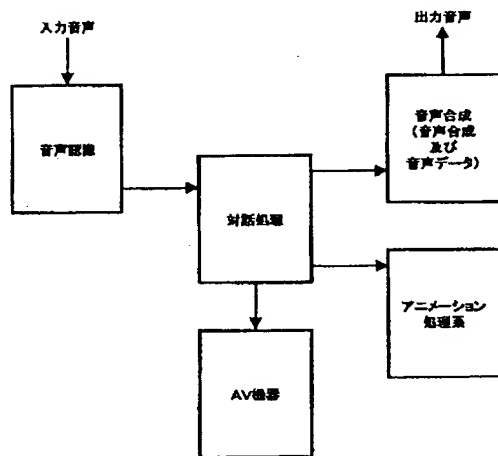 入力音声
出力音声
音声認識
音声合成
(音声合成
及び
音声データ)
対話処理
アニメーション
処理系
AV機器